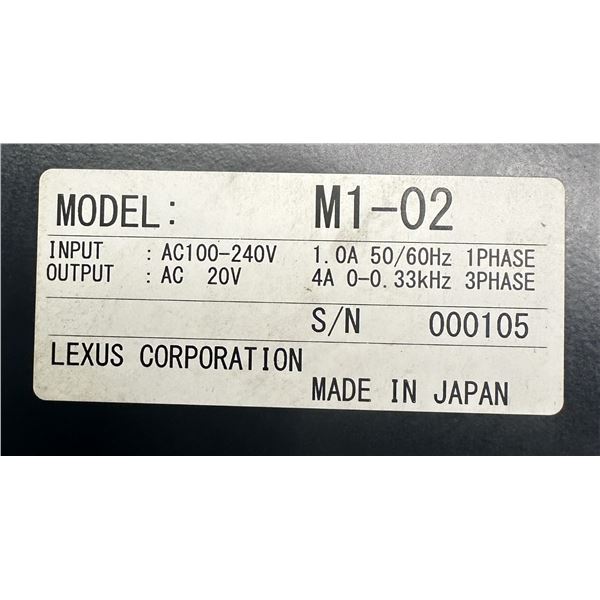 MODEL: M1-02
INPUT : AC100-240V 1.0A 50/60Hz 1PHASE
OUTPUT : AC 20V 4A 0-0.33kHz 3PHASE
S/N 000105
LEXUS CORPORATION
MADE IN JAPAN